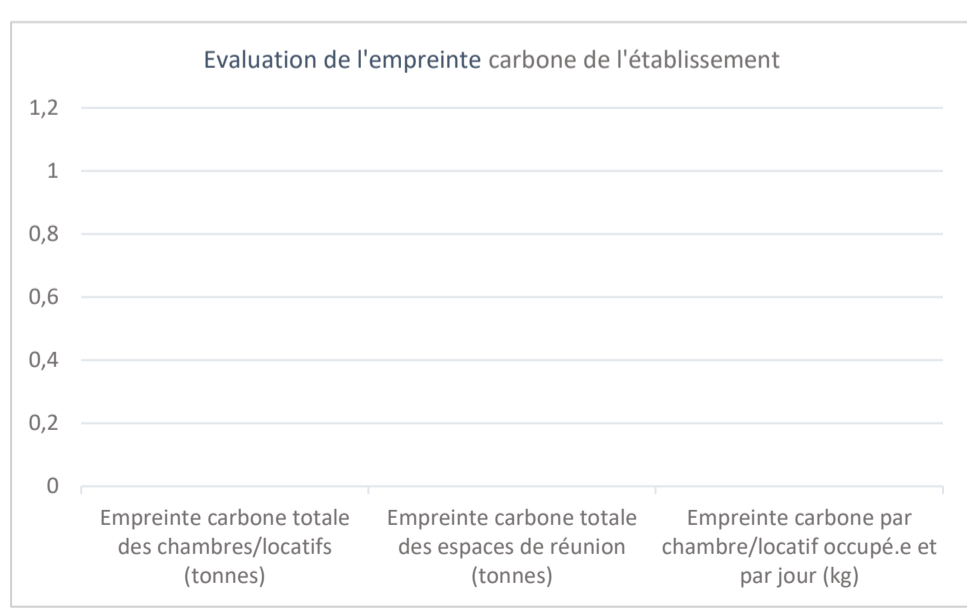 Evaluation de l'empreinte carbone de l'établissement
1,2
1
0,8
0,6
0,4
0,2
0
Empreinte carbone totale
des chambres/locatifs
(tonnes)
Empreinte carbone totale
des espaces de réunion
(tonnes)
Empreinte carbone par
chambre/locatif occupé.e et
par jour (kg)